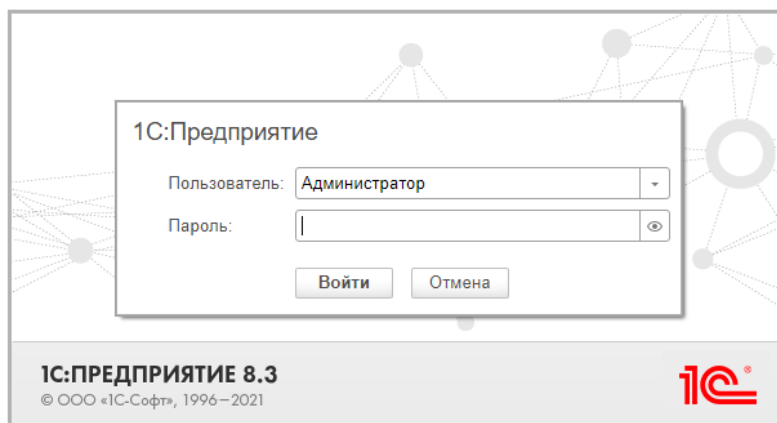 1С:Предприятие
Пользователь: Администратор
Пароль:
Войти Отмена
1С:ПРЕДПРИЯТИЕ 8.3
© ООО «1С-Софт», 1996–2021
1С®